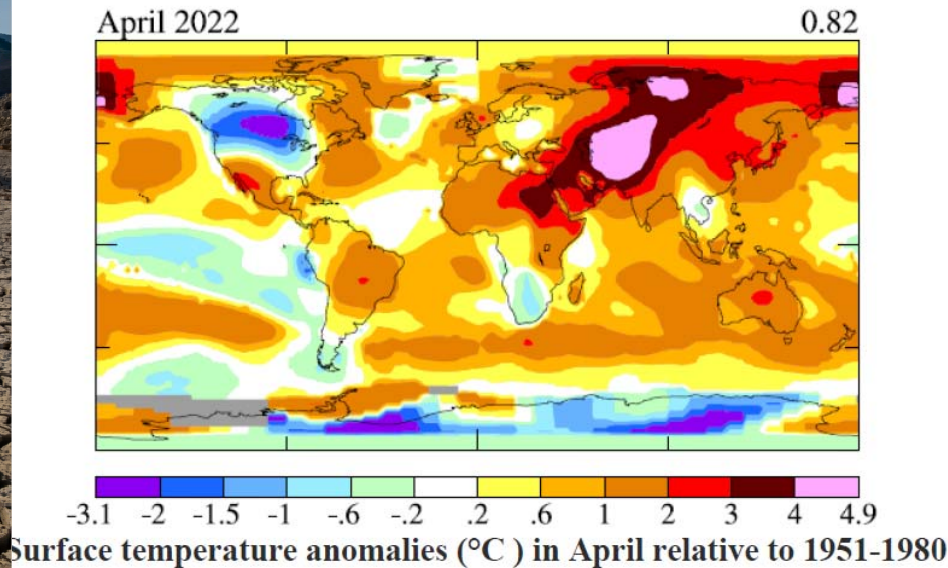 April 2022 0.82
-3.1 -2 -1.5 -1 -.6 -.2 .2 .6 1 2 3 4 4.9
Surface temperature anomalies (°C ) in April relative to 1951-1980